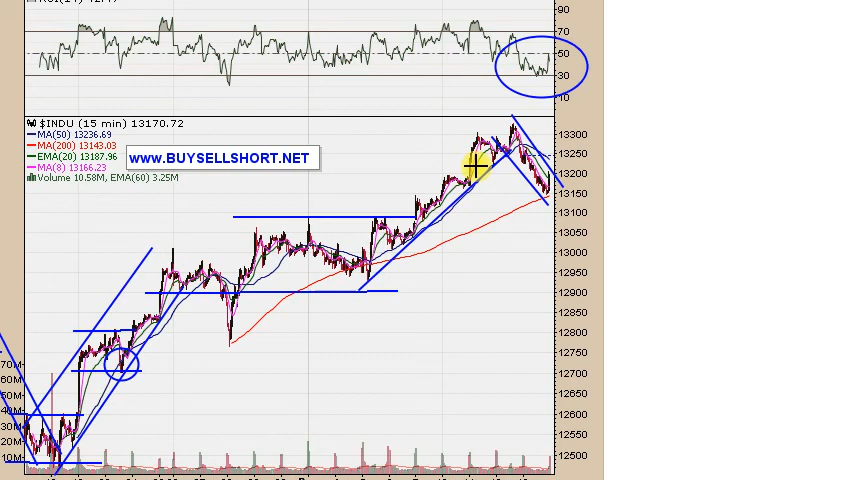 90
70
50
30
10
$INDU (15 min) 13170.72
MA(50) 13236.69
MA(200) 13143.03
EMA(20) 13187.96
MA(8) 13166.23
Volume 10.58M, EMA(60) 3.25M
www.BUYSELLSHORT.NET
13300
13250
13200
13150
13100
13050
13000
12950
12900
12850
12800
12750
12700
12650
12600
12550
12500
70M
50M
40M
30M
20M
10M